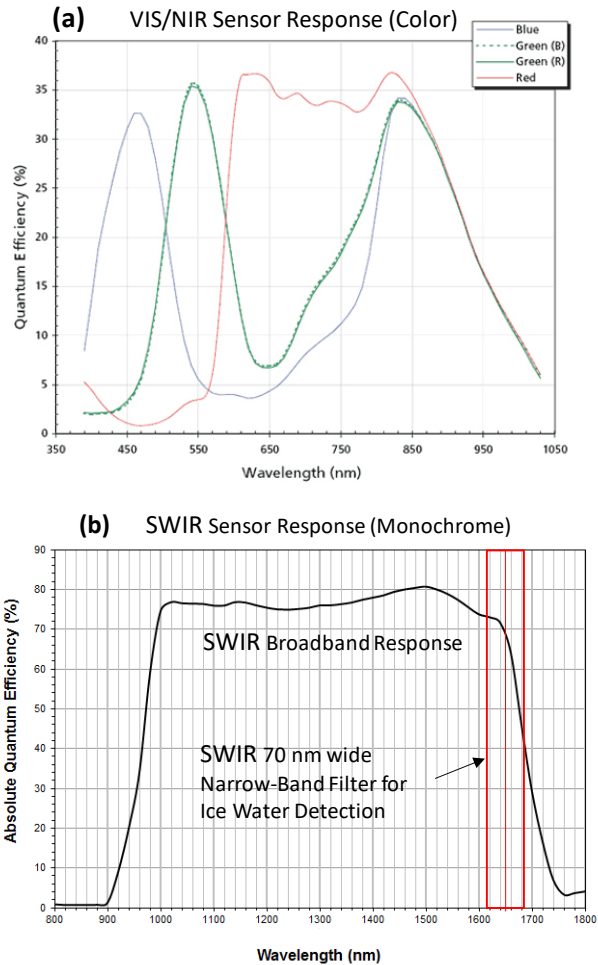 (a) VIS/NIR Sensor Response (Color)
Blue
Green (B)
Green (R)
Red
40
35
30
25
20
15
10
5
0
Quantum Efficiency (%)
350 450 550 650 750 850 950 1050
Wavelength (nm)
(b) SWIR Sensor Response (Monochrome)
90
80
70
60
50
40
30
20
10
0
Absolute Quantum Efficiency (%)
SWIR Broadband Response
SWIR 70 nm wide
Narrow-Band Filter for
Ice Water Detection
800 900 1000 1100 1200 1300 1400 1500 1600 1700 1800
Wavelength (nm)